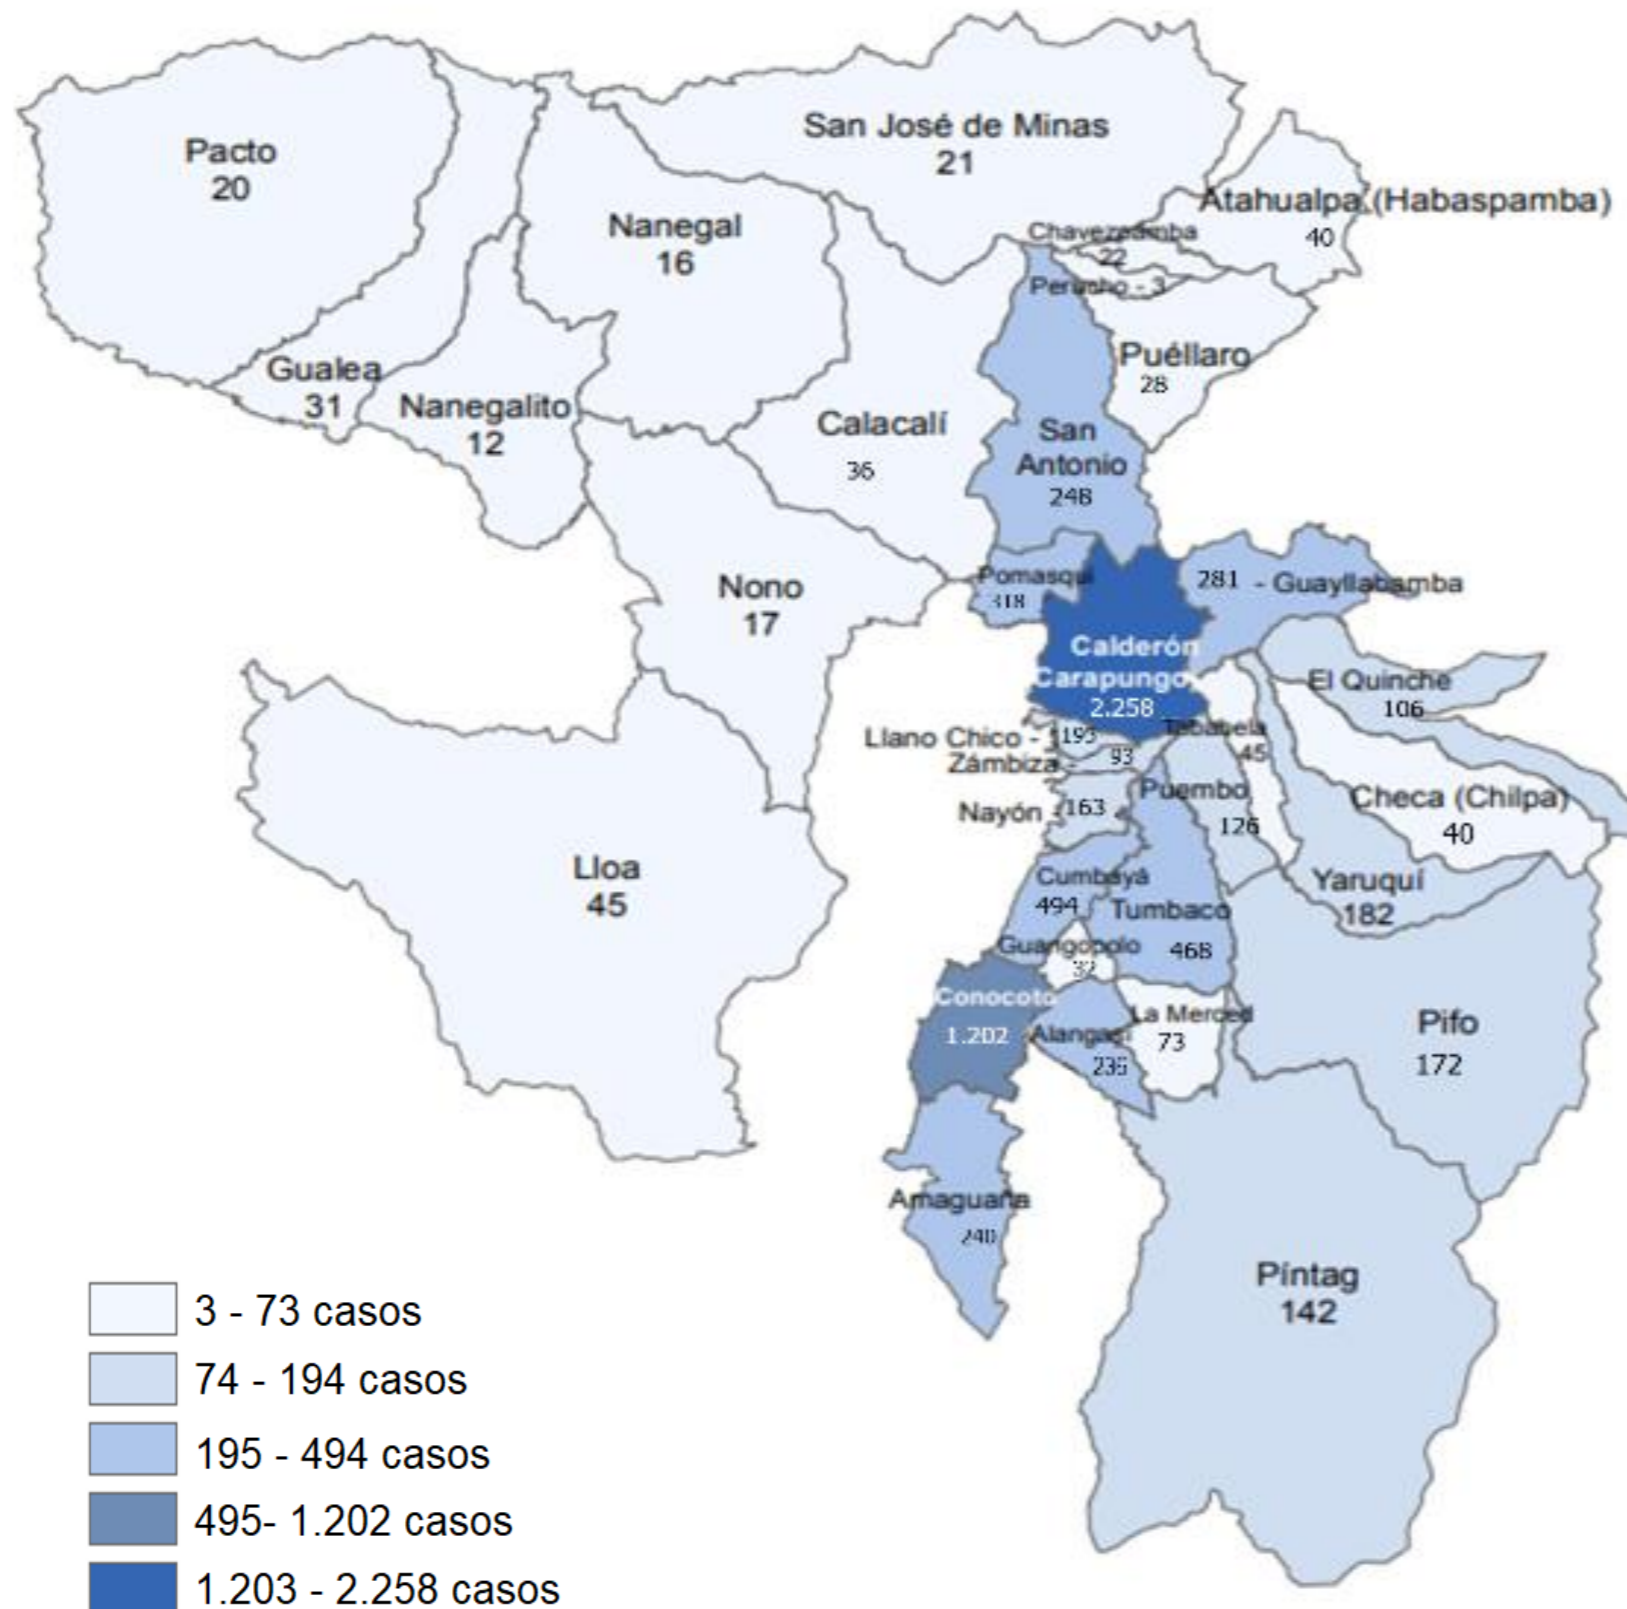 San José de Minas
21
Pacto
20
Atahualpa (Habaspamba)
40
Nanegal
16
Chavezpamba
22
Perucho - 3
Puéllaro
28
Gualea
31
Nanegalito
12
Calacalí
36
San
Antonio
248
Pomasqui
318
281 - Guayllabamba
Nono
17
Calderón
Carapungo
2.258
El Quinche
106
Tababela
45
Llano Chico -
Zámbiza -
93
Nayón -
163
Puembo
126
Checa (Chilpa)
40
Lloa
45
Cumbayá
494
Tumbaco
468
Yaruquí
182
Guangopolo
32
Conocoto
1.202
Alangasí
La Merced
73
Pifo
172
Amaguaña
240
Píntag
142
3 - 73 casos
74 - 194 casos
195 - 494 casos
495- 1.202 casos
1.203 - 2.258 casos